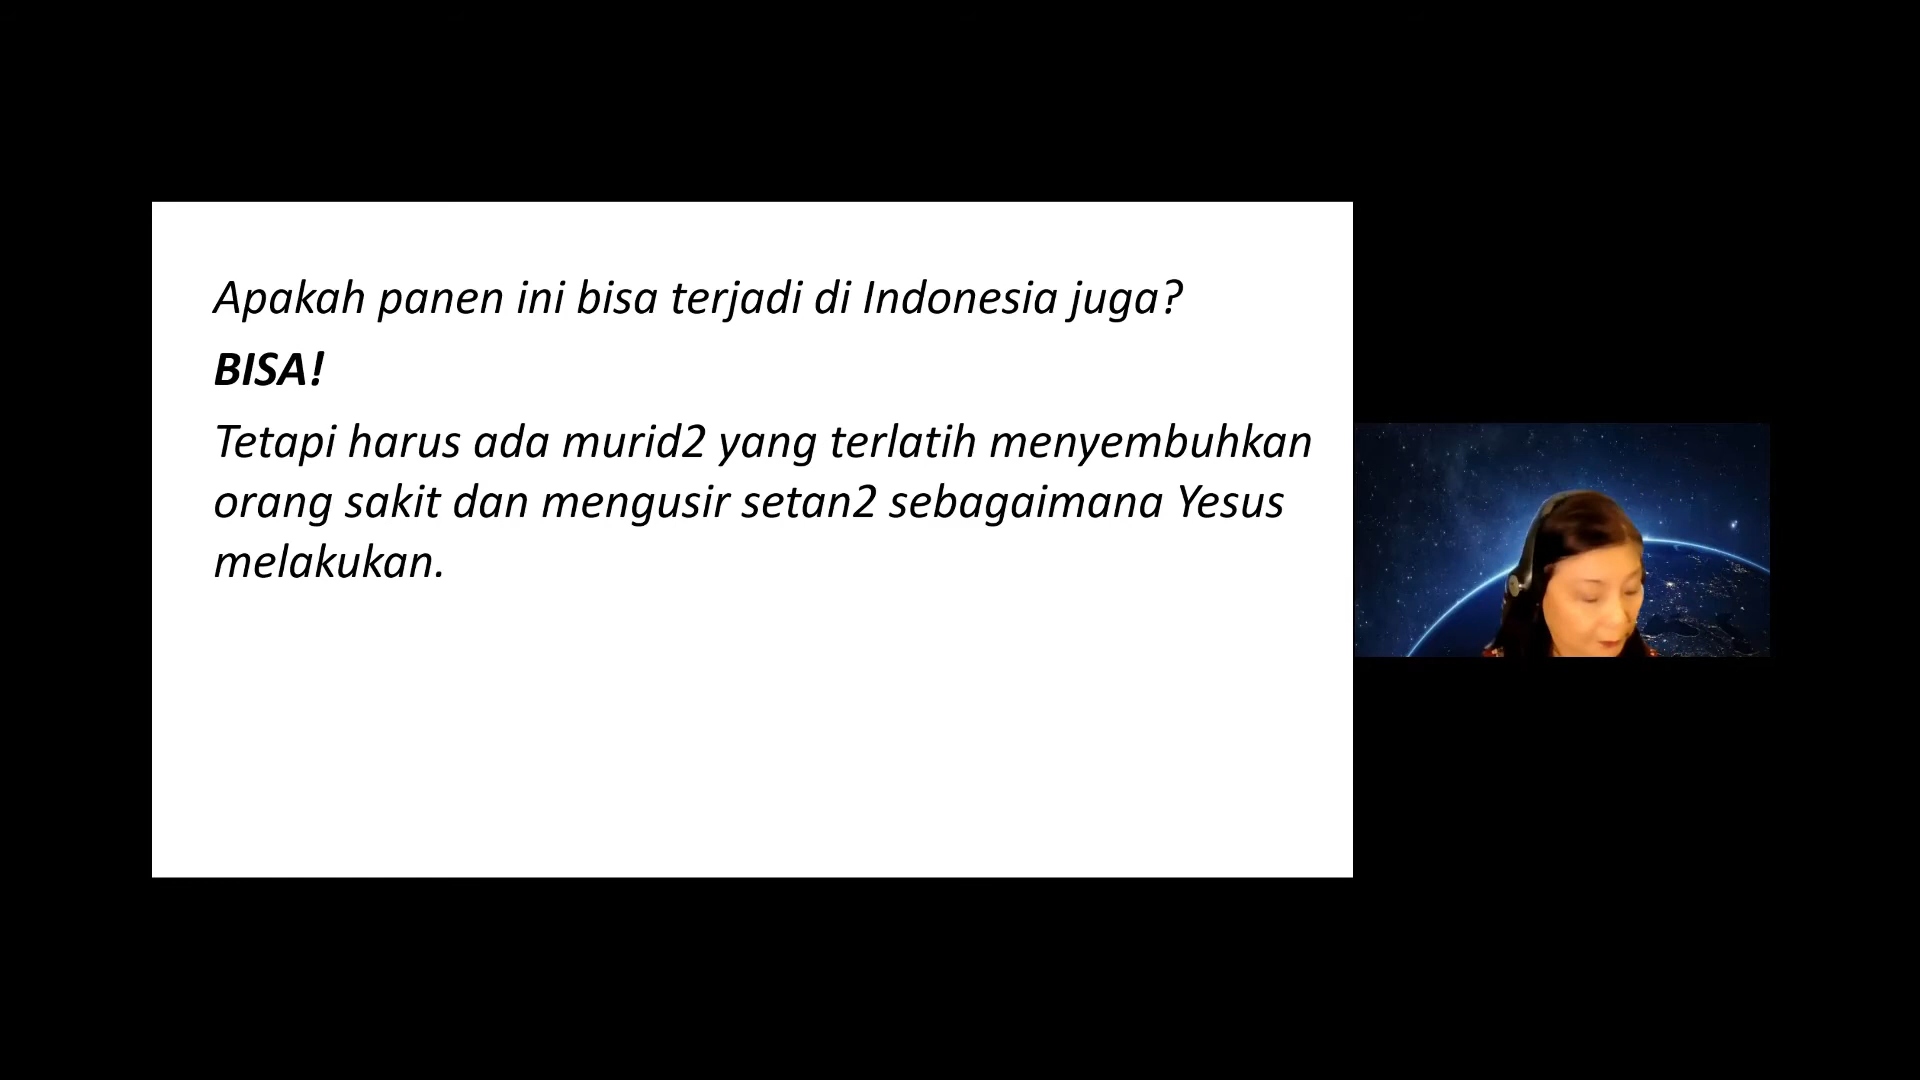 Apakah panen ini bisa terjadi di Indonesia juga?
BISA!
Tetapi harus ada murid2 yang terlatih menyembuhkan
orang sakit dan mengusir setan2 sebagaimana Yesus
melakukan.